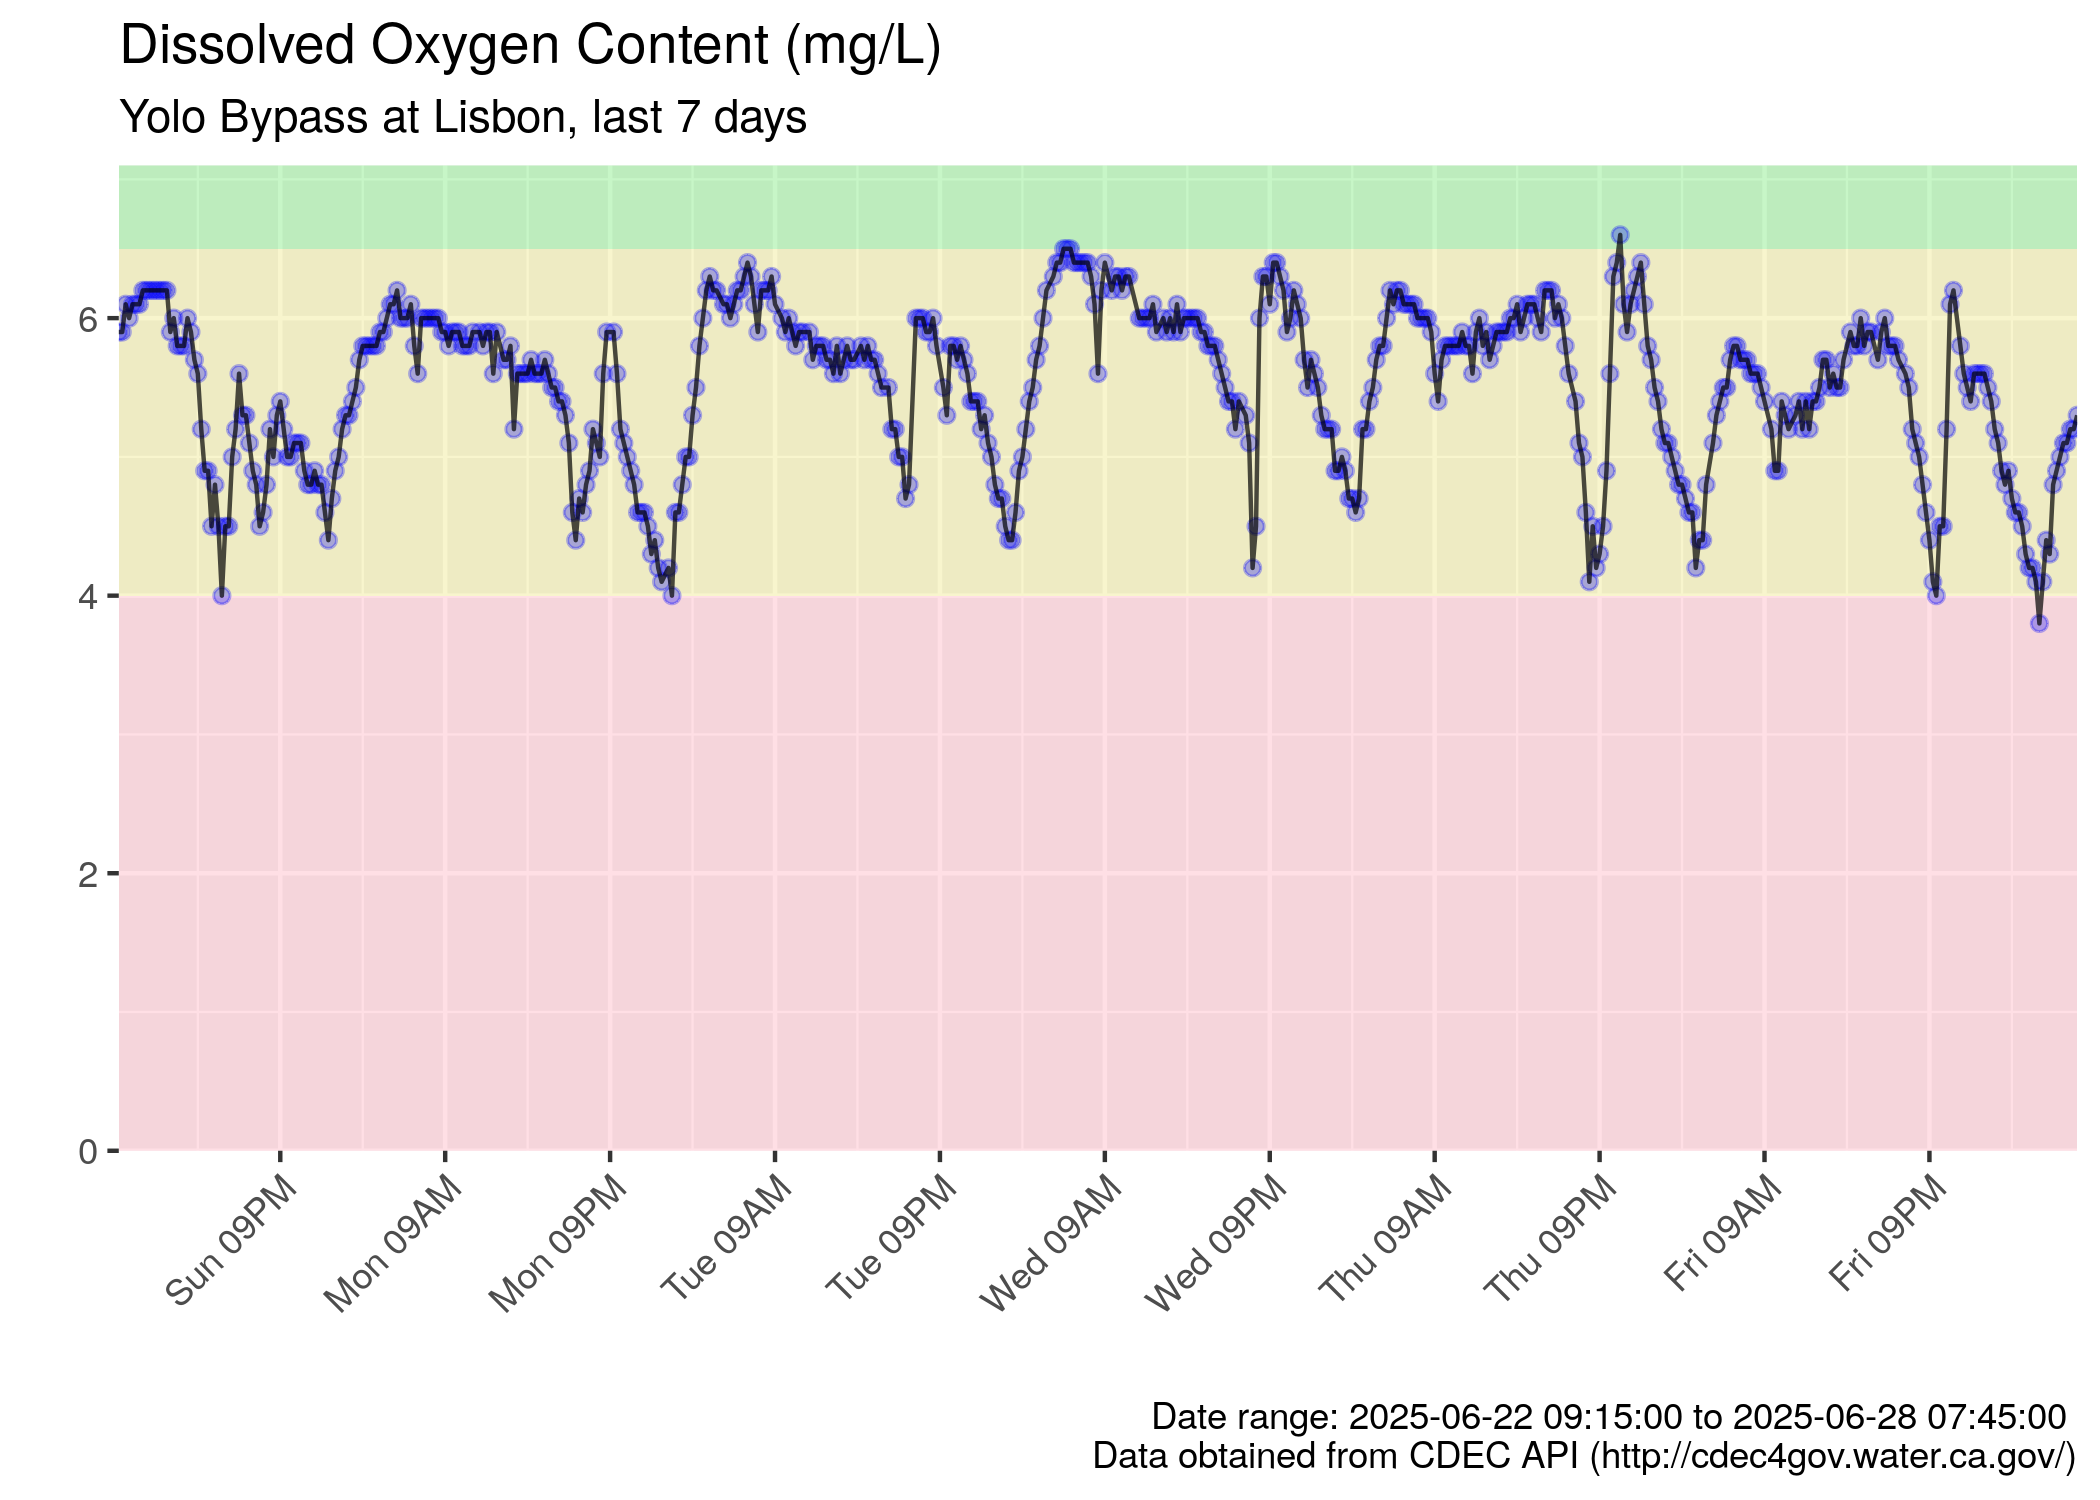 Dissolved Oxygen Content (mg/L)
Yolo Bypass at Lisbon, last 7 days
6
4
2
0
Sun 09PM
Mon 09AM
Mon 09PM
Tue 09AM
Tue 09PM
Wed 09AM
Wed 09PM
Thu 09AM
Thu 09PM
Fri 09AM
Fri 09PM
Date range: 2025-06-22 09:15:00 to 2025-06-28 07:45:00
Data obtained from CDEC API (http://cdec4gov.water.ca.gov/)